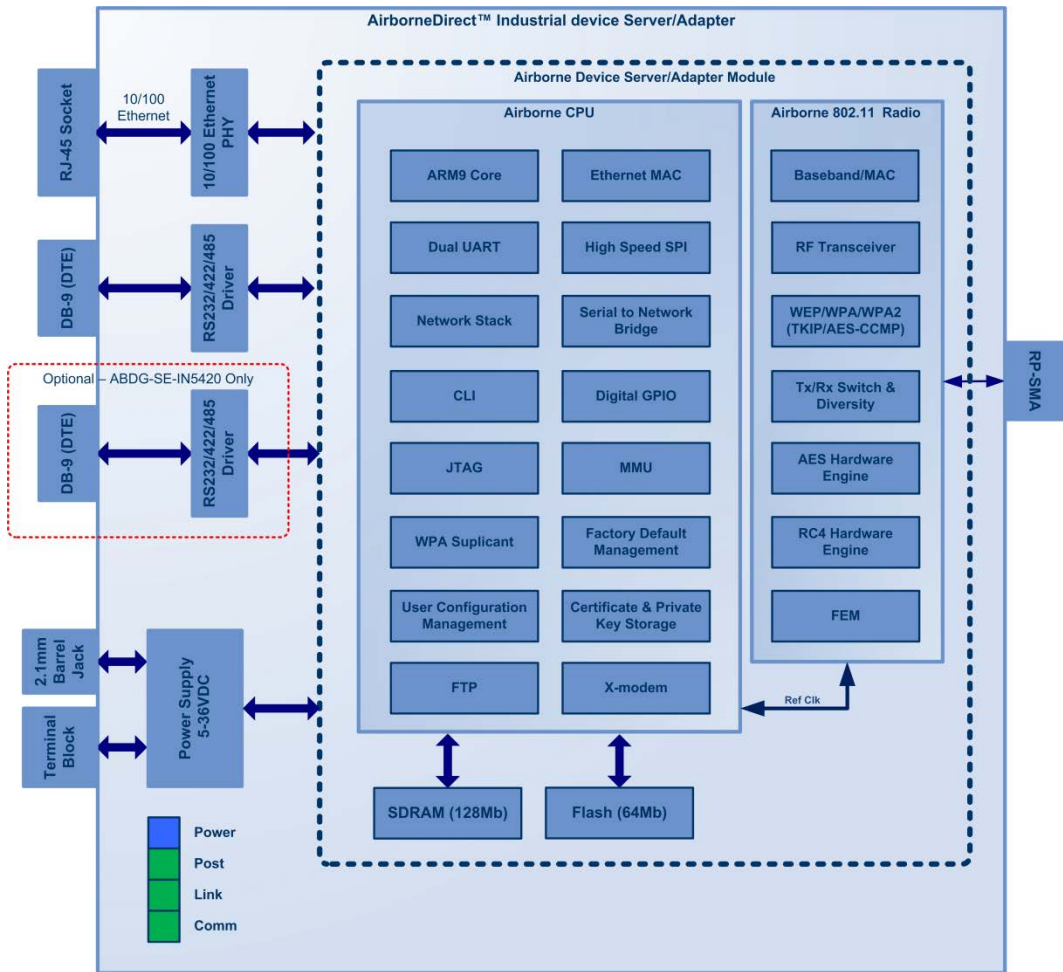 AirborneDirect™ Industrial device Server/Adapter
Airborne Device Server/Adapter Module
RJ-45 Socket
10/100
Ethernet
10/100 Ethernet
PHY
DB-9 (DTE)
RS232/422/485
Driver
Optional – ABDG-SE-IN5420 Only
DB-9 (DTE)
RS232/422/485
Driver
2.1mm
Barrel
Jack
Terminal
Block
Power Supply
5-36VDC
Power
Post
Link
Comm
Airborne CPU
ARM9 Core
Ethernet MAC
Dual UART
High Speed SPI
Network Stack
Serial to Network
Bridge
CLI
Digital GPIO
JTAG
MMU
WPA Suplicant
Factory Default
Management
User Configuration
Management
Certificate & Private
Key Storage
FTP
X-modem
SDRAM (128Mb)
Flash (64Mb)
Airborne 802.11 Radio
Baseband/MAC
RF Transceiver
WEP/WPA/WPA2
(TKIP/AES-CCMP)
Tx/Rx Switch &
Diversity
AES Hardware
Engine
RC4 Hardware
Engine
FEM
Ref Clk
RP-SMA